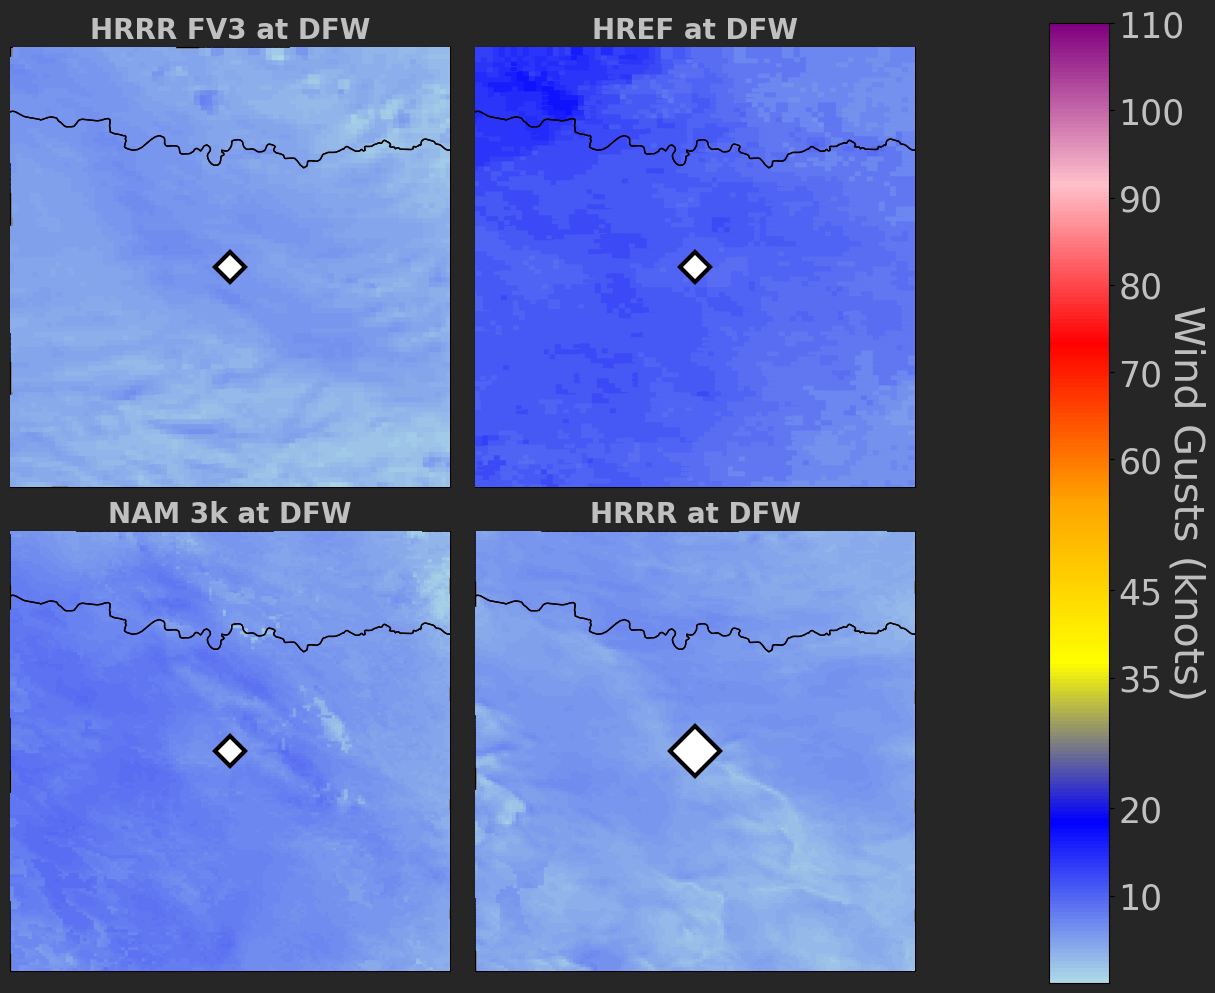 HRRR FV3 at DFW
HREF at DFW
NAM 3k at DFW
HRRR at DFW
110
100
90
80
70
60
45
35
20
10
Wind Gusts (knots)